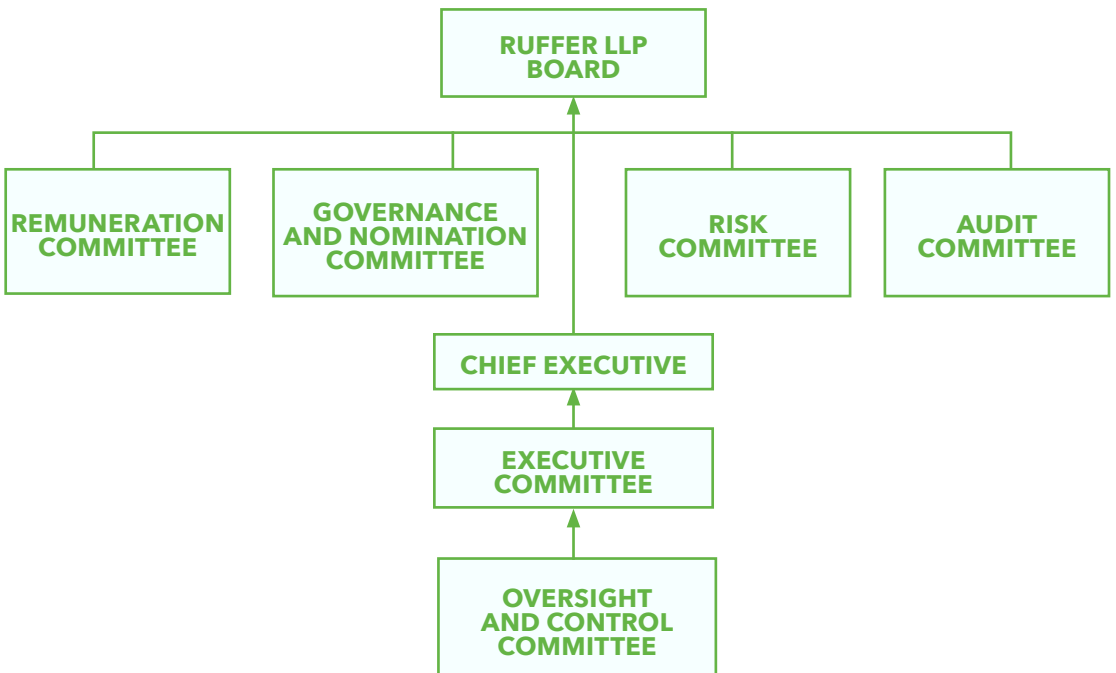 RUFFER LLP
BOARD
REMUNERATION
COMMITTEE
GOVERNANCE
AND NOMINATION
COMMITTEE
RISK
COMMITTEE
AUDIT
COMMITTEE
CHIEF EXECUTIVE
EXECUTIVE
COMMITTEE
OVERSIGHT
AND CONTROL
COMMITTEE